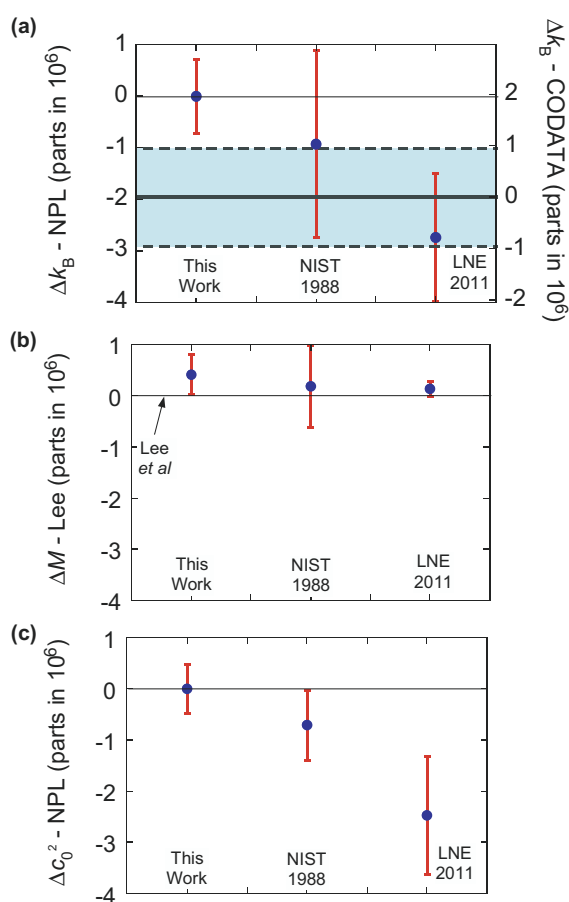 (a)
1
0
-1
-2
-3
-4
2
1
0
-1
-2
Δk_B - NPL (parts in 10⁶)
Δk_B - CODATA (parts in 10⁶)
This
Work
NIST
1988
LNE
2011
(b)
1
0
-1
-2
-3
-4
ΔM - Lee (parts in 10⁶)
Lee
et al
This
Work
NIST
1988
LNE
2011
(c)
1
0
-1
-2
-3
-4
Δc₀² - NPL (parts in 10⁶)
This
Work
NIST
1988
LNE
2011